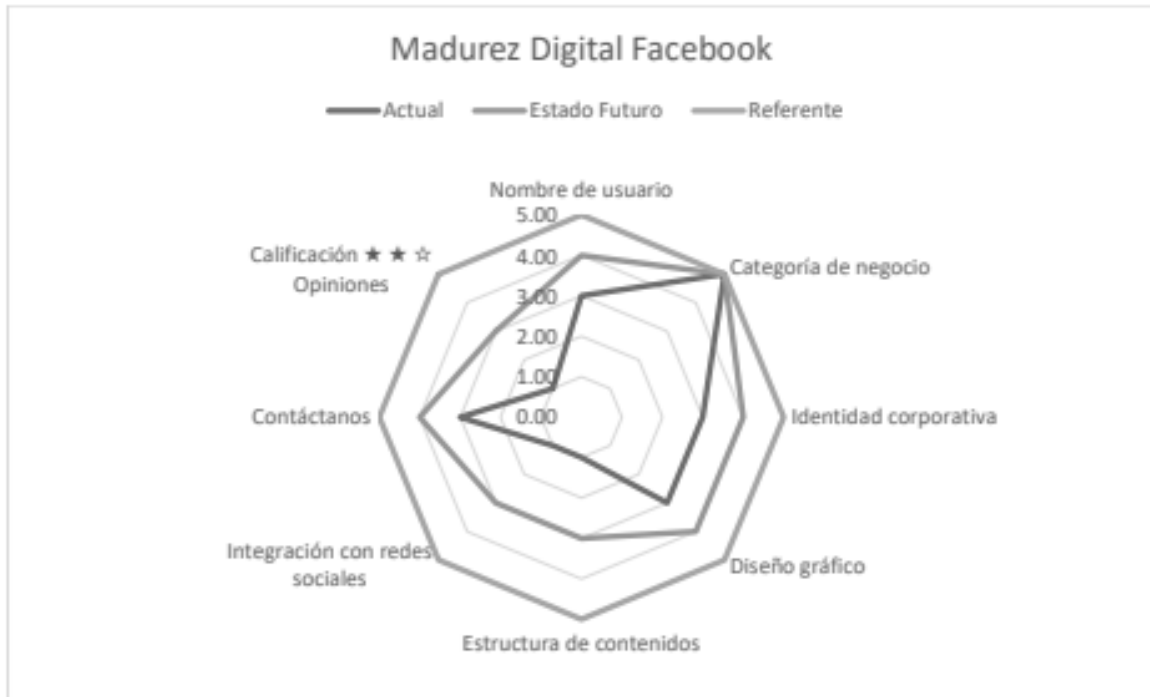 Madurez Digital Facebook
Actual Estado Futuro Referente
Nombre de usuario
5.00
Calificación ★ ★ ☆
Opiniones
4.00
Categoría de negocio
3.00
2.00
1.00
Contáctanos
0.00
Identidad corporativa
Integración con redes
sociales
Diseño gráfico
Estructura de contenidos